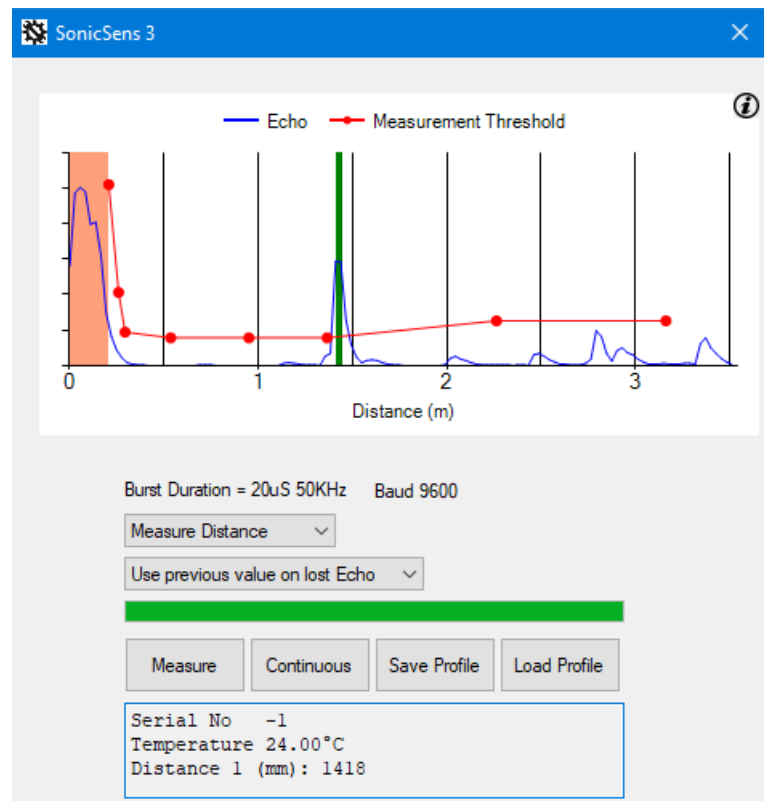 SonicSens 3
Echo Measurement Threshold
0 1 2 3
Distance (m)
Burst Duration = 20uS 50KHz Baud 9600
Measure Distance
Use previous value on lost Echo
Measure Continuous Save Profile Load Profile
Serial No -1
Temperature 24.00°C
Distance 1 (mm): 1418